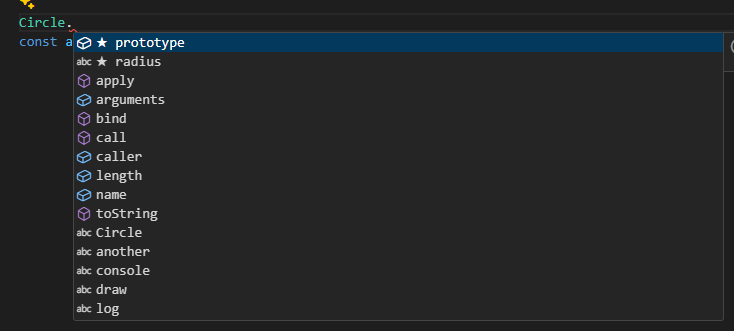 Circle.
const a
★ prototype
abc ★ radius
apply
arguments
bind
call
caller
length
name
toString
abc Circle
abc another
abc console
abc draw
abc log